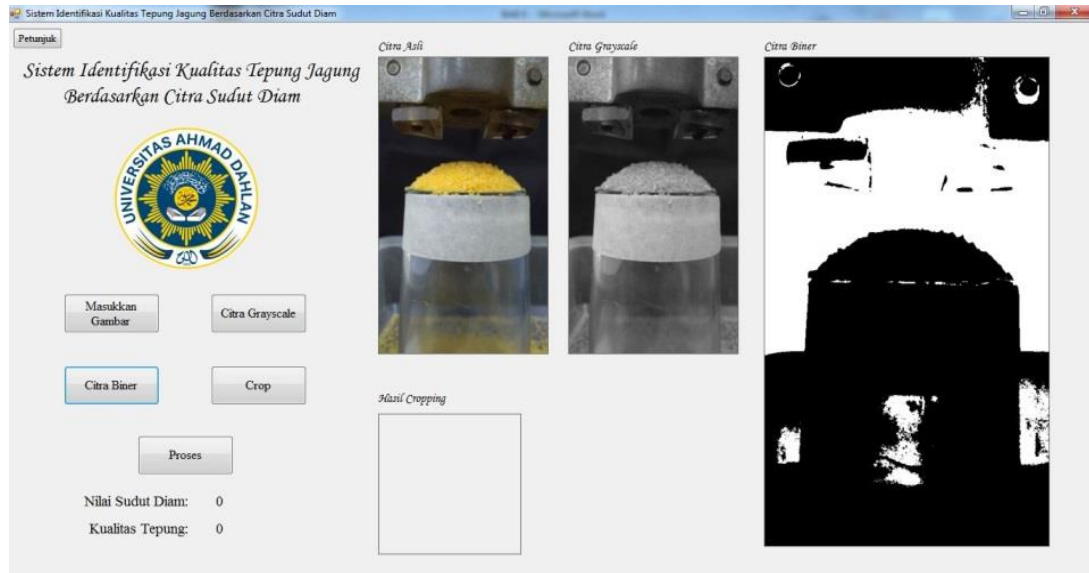 Sistem Identifikasi Kualitas Tepung Jagung Berdasarkan Citra Sudut Diam
Petunjuk
Sistem Identifikasi Kualitas Tepung Jagung
Berdasarkan Citra Sudut Diam
UNIVERSITAS AHMAD DAHLAN
Masukkan
Gambar
Citra Grayscale
Citra Biner
Crop
Proses
Nilai Sudut Diam: 0
Kualitas Tepung: 0
Citra Asli
Citra Grayscale
Citra Biner
Hasil Cropping